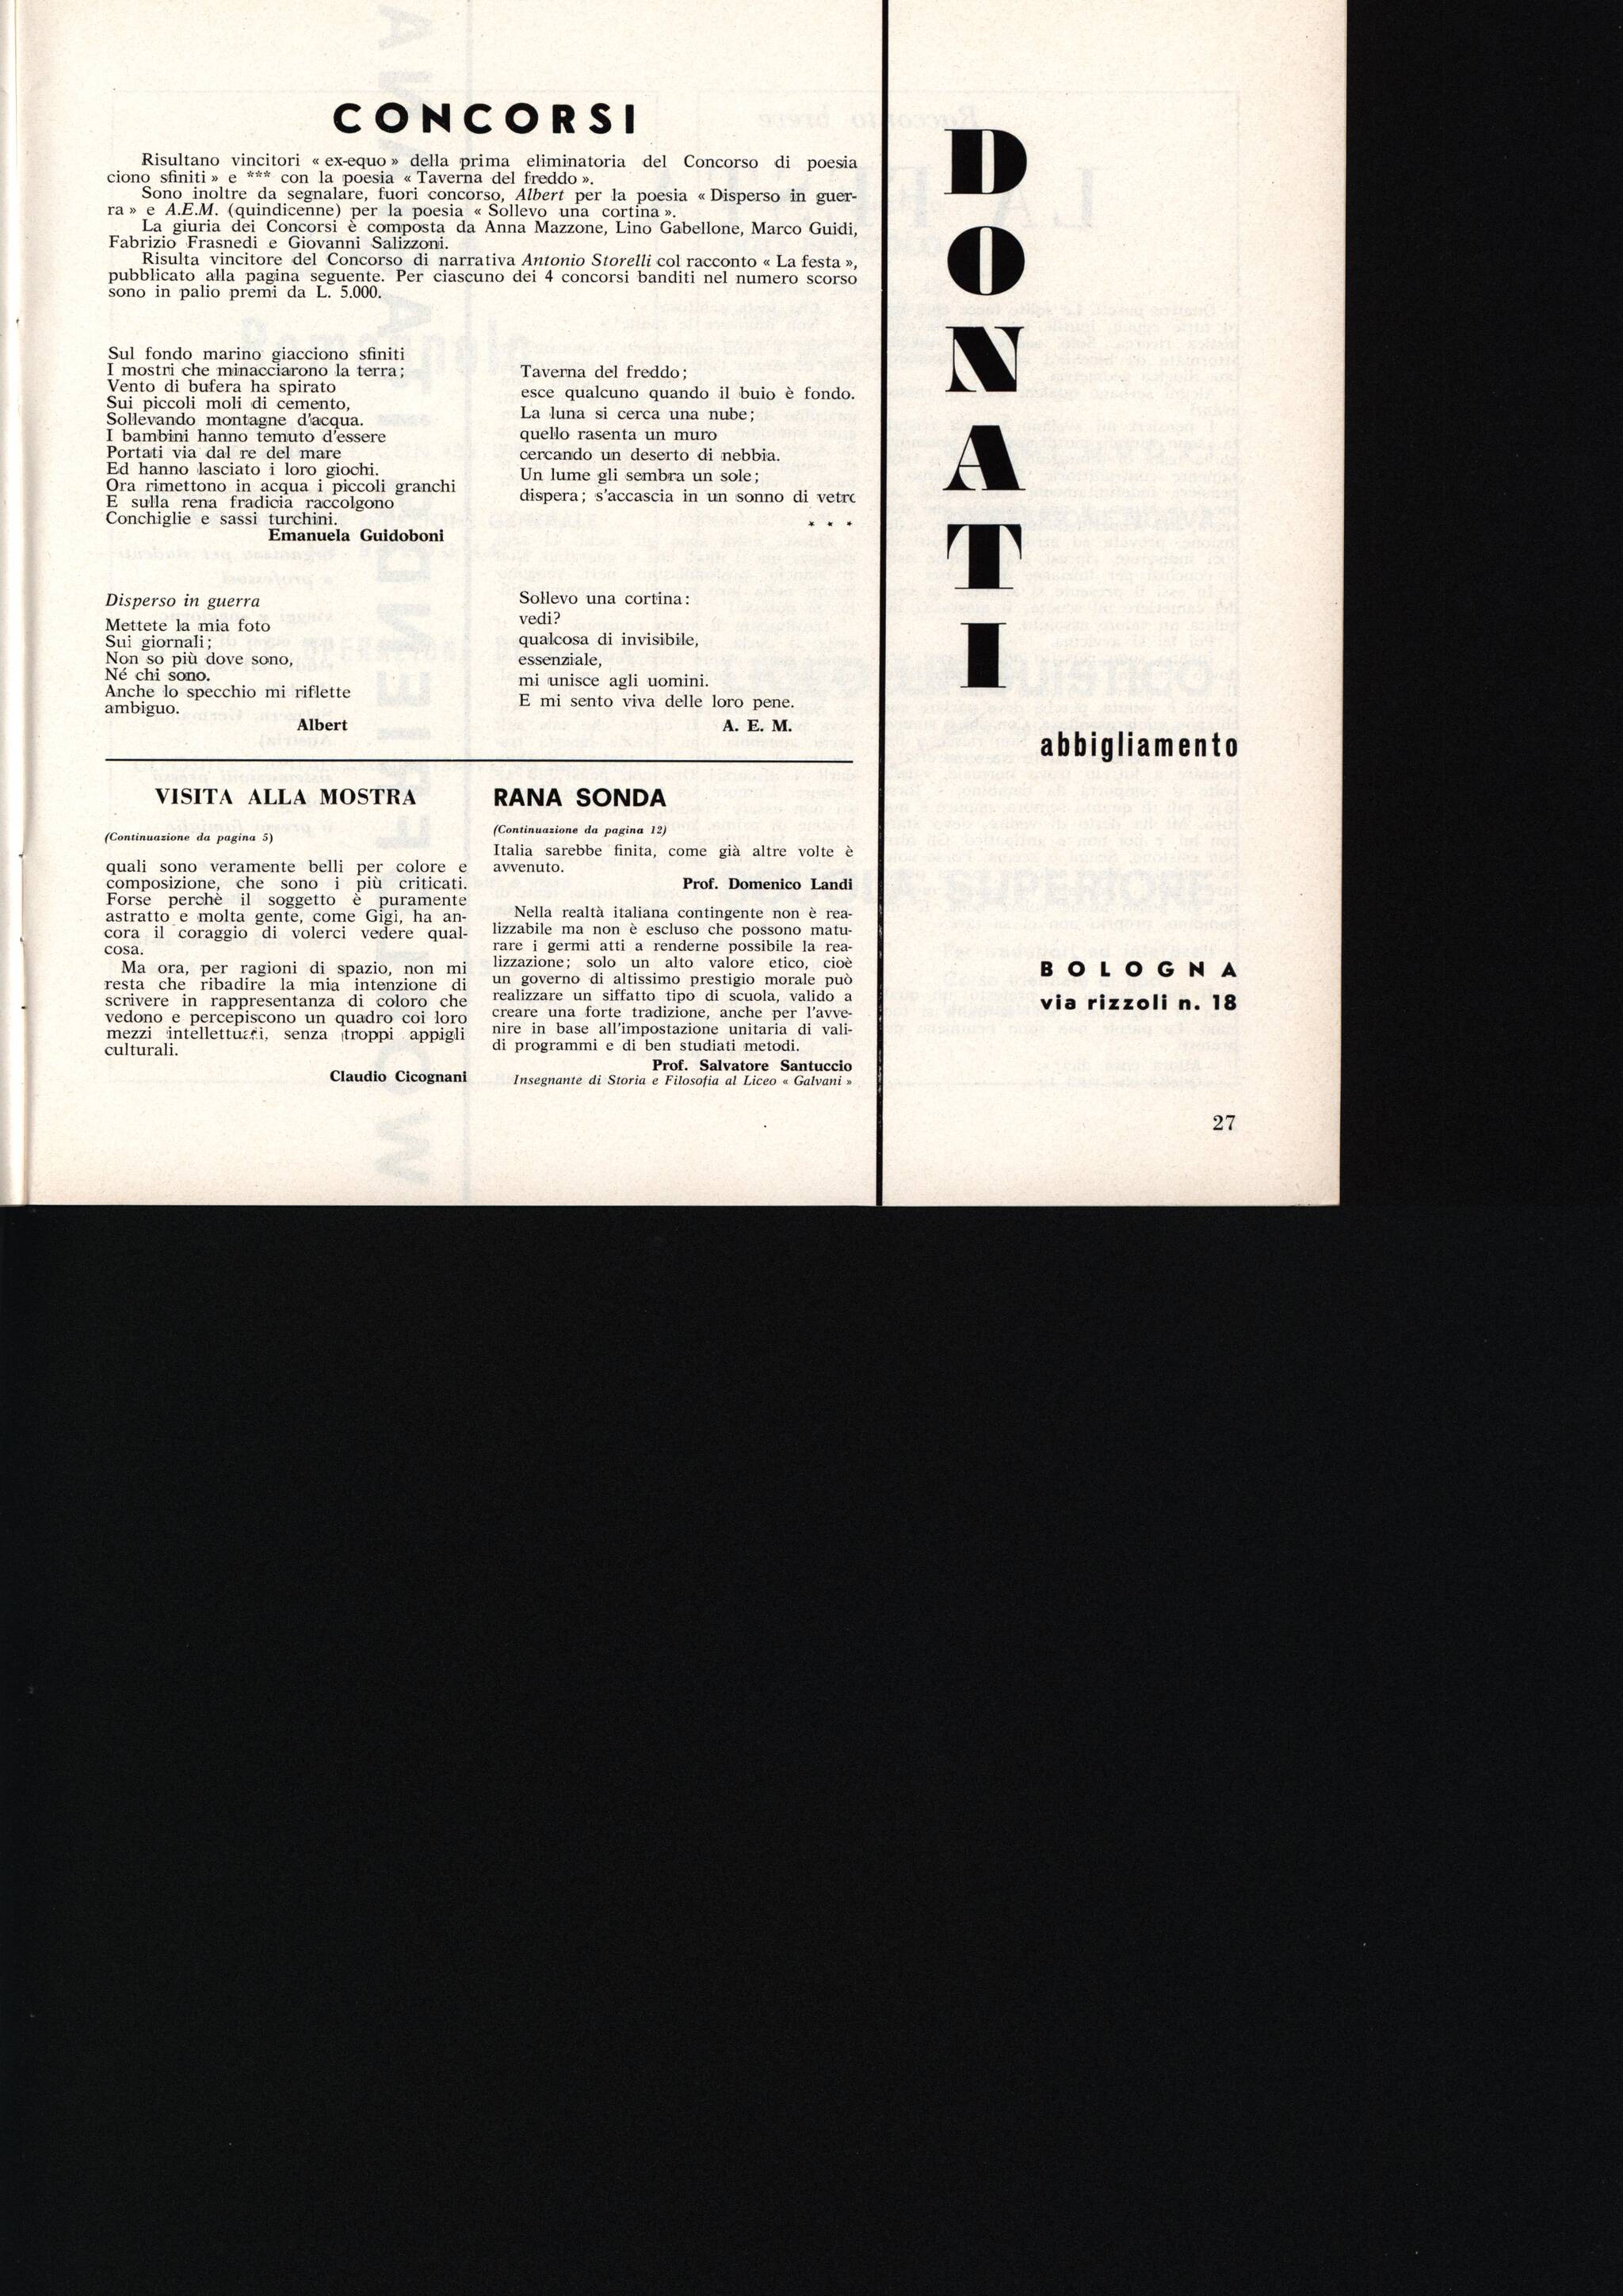 CONCORSI
Risultano vincitori « ex-equo » della prima eliminatoria del Concorso di poesia
ciono sfiniti » e *** con la poesia « Taverna del freddo ».
Sono inoltre da segnalare, fuori concorso, Albert per la poesia « Disperso in guer-
ra » e A.E.M. (quindicenne) per la poesia « Sollevo una cortina ».
La giuria dei Concorsi è composta da Anna Mazzone, Lino Gabellone, Marco Guidi,
Fabrizio Frasnedi e Giovanni Salizzoni.
Risulta vincitore del Concorso di narrativa Antonio Storelli col racconto « La festa »,
pubblicato alla pagina seguente. Per ciascuno dei 4 concorsi banditi nel numero scorso
sono in palio premi da L. 5.000.
Sul fondo marino giacciono sfiniti
I mostri che minacciarono la terra;
Vento di bufera ha spirato
Sui piccoli moli di cemento,
Sollevando montagne d'acqua.
I bambini hanno temuto d'essere
Portati via dal re del mare
Ed hanno lasciato i loro giochi.
Ora rimettono in acqua i piccoli granchi
E sulla rena fradicia raccolgono
Conchiglie e sassi turchini.
Emanuela Guidoboni
Taverna del freddo;
esce qualcuno quando il buio è fondo.
La luna si cerca una nube;
quello rasenta un muro
cercando un deserto di nebbia.
Un lume gli sembra un sole;
dispera; s'accascia in un sonno di
* * *
Disperso in guerra
Mettete la mia foto
Sui giornali;
Non so più dove sono,
Né chi sono.
Anche lo specchio mi riflette
ambiguo.
Albert
Sollevo una cortina:
vedi?
qualcosa di invisibile,
essenziale,
mi unisce agli uomini.
E mi sento viva delle loro pene.
A. E. M.
VISITA ALLA MOSTRA
(Continuazione da pagina 5)
quali sono veramente belli per colore e
composizione, che sono i più criticati.
Forse perchè il soggetto è puramente
astratto e molta gente, come Gigi, ha an-
cora il coraggio di volerci vedere qual-
cosa.
Ma ora, per ragioni di spazio, non mi
resta che ribadire la mia intenzione di
scrivere in rappresentanza di coloro che
vedono e percepiscono un quadro coi loro
mezzi senza troppi appigli
culturali.
Claudio Cicognani
RANA SONDA
(Continuazione da pagina 12)
Italia sarebbe finita, come già altre volte è
avvenuto.
Prof. Domenico Landi
Nella realtà italiana contingente non è rea-
lizzabile ma non è escluso che possono matu-
rare i germi atti a renderne possibile la rea-
lizzazione; solo un alto valore etico, cioè
un governo di altissimo prestigio morale può
realizzare un siffatto tipo di scuola, valido a
creare una forte tradizione, anche per l'avve-
nire in base all'impostazione unitaria di vali-
di programmi e di ben studiati metodi.
Prof. Salvatore Santuccio
Insegnante di Storia e Filosofia al Liceo « Galvani »
DONATI
abbigliamento
BOLOGNA
via rizzoli n. 18
27